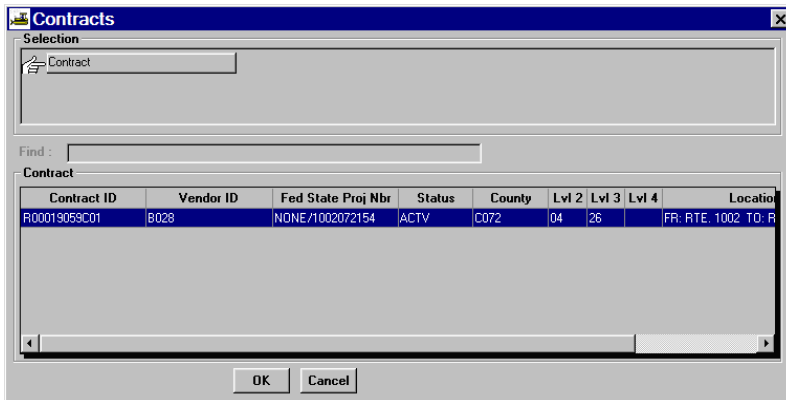 Contracts
Selection
Contract
Find :
Contract
Contract ID Vendor ID Fed State Proj Nbr Status County Lvl 2 Lvl 3 Lvl 4 Location
R00019059C01 B028 NONE/1002072154 ACTV C072 04 26 FR: RTE. 1002 TO: R
OK Cancel